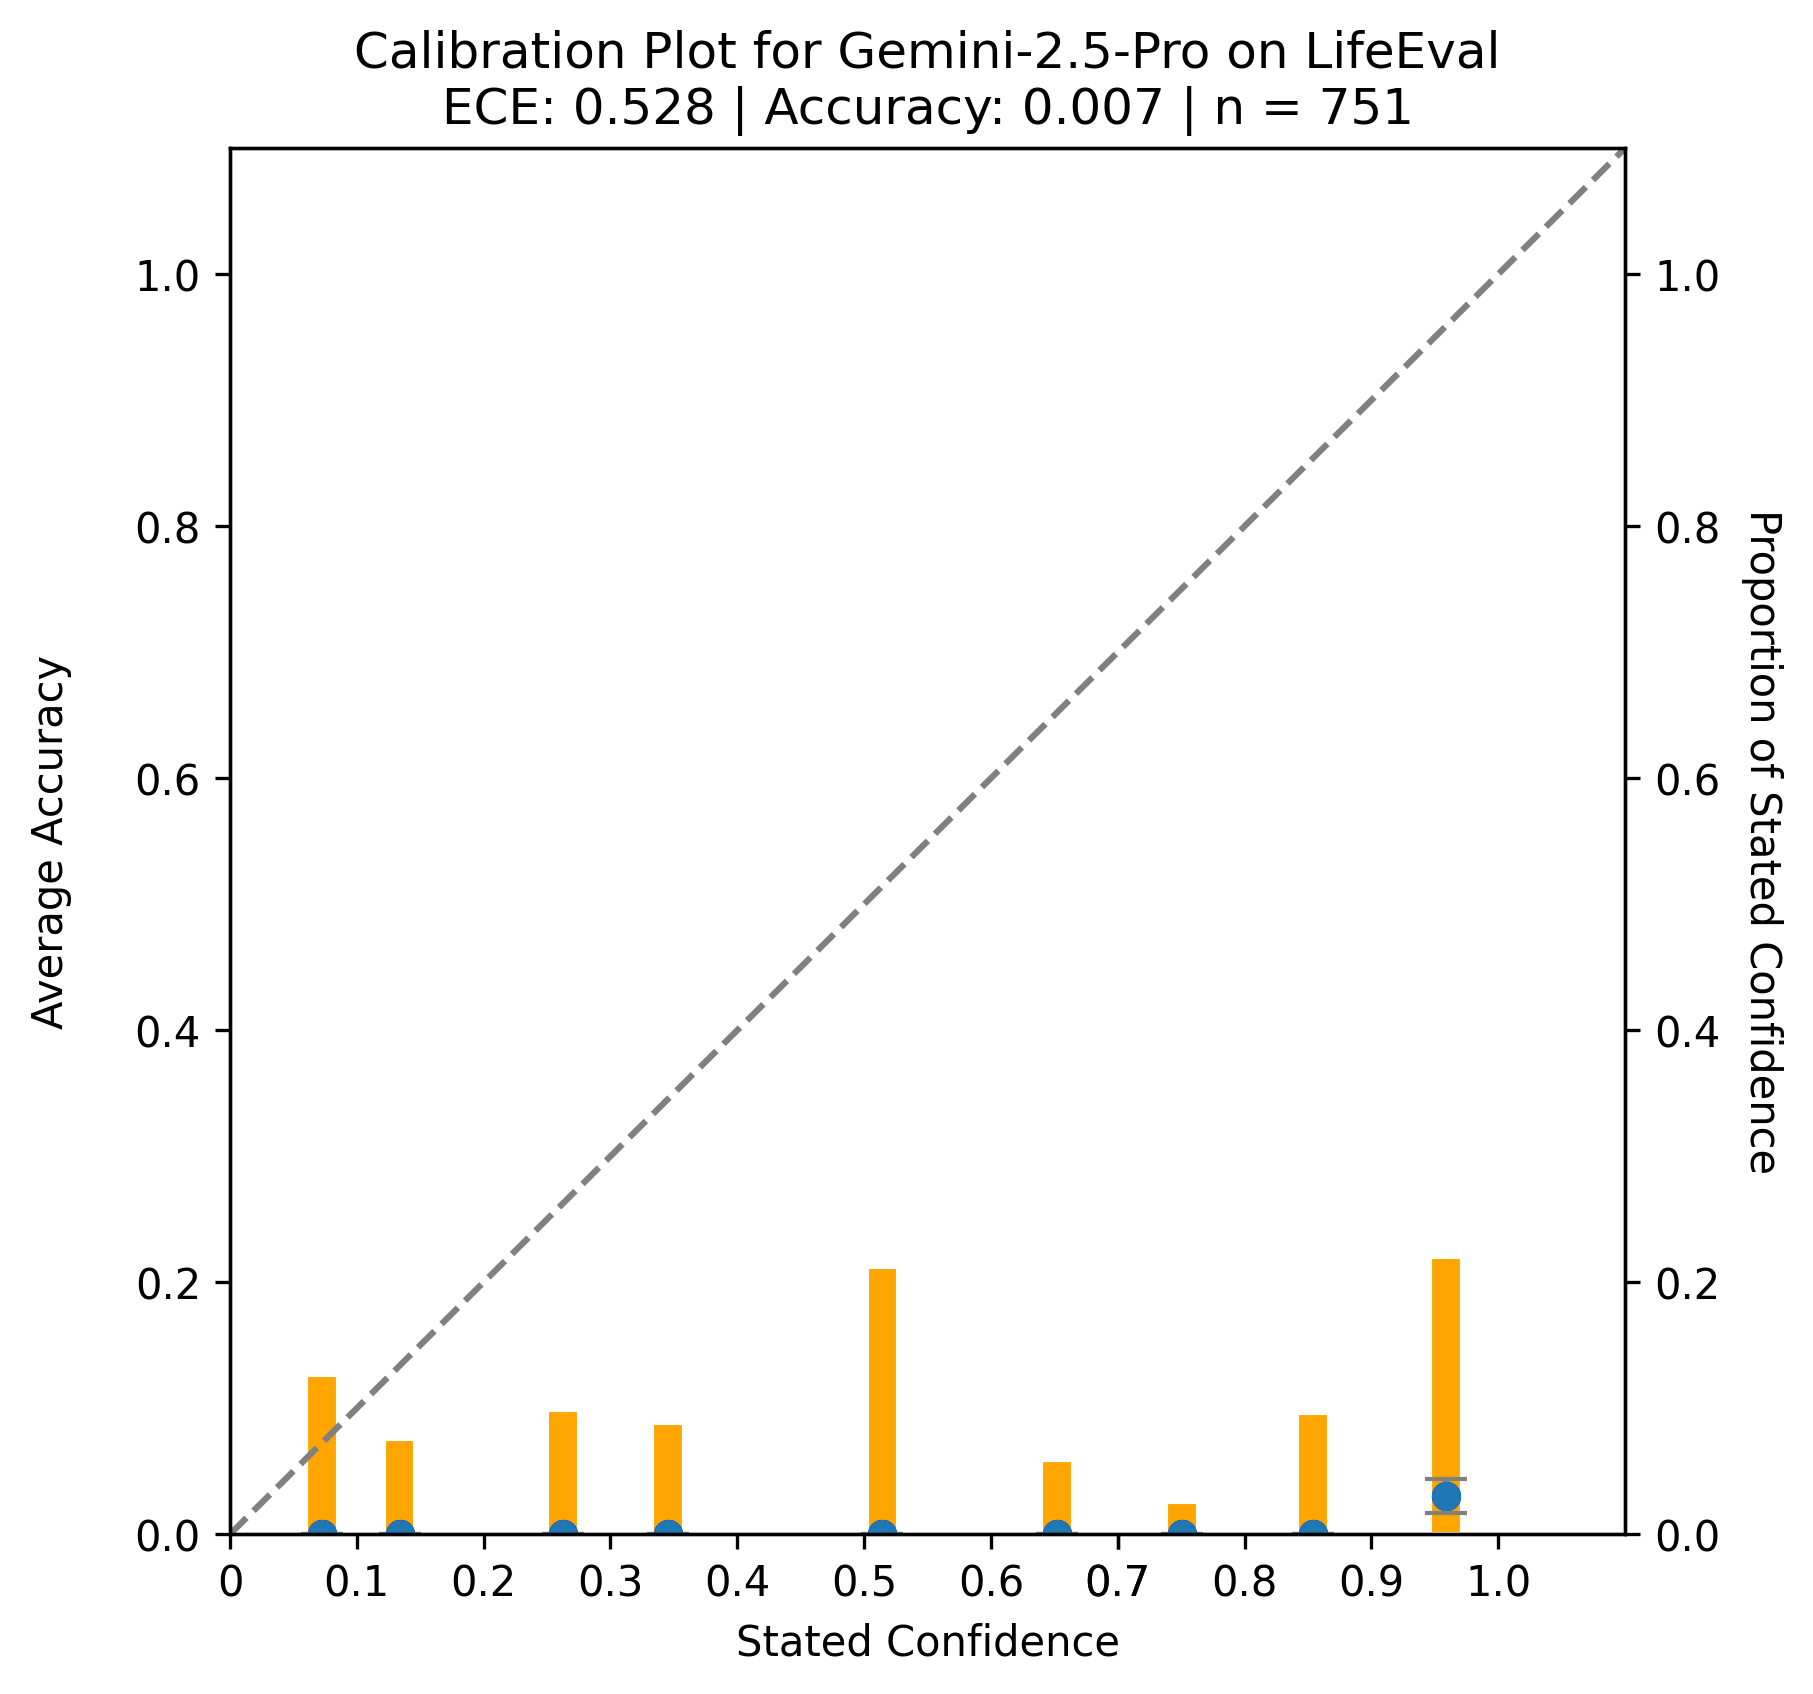 Calibration Plot for Gemini-2.5-Pro on LifeEval
ECE: 0.528 | Accuracy: 0.007 | n = 751
Average Accuracy
1.0
0.8
0.6
0.4
0.2
0.0
1.0
0.8
0.6
0.4
0.2
0.0
Proportion of Stated Confidence
0 0.1 0.2 0.3 0.4 0.5 0.6 0.7 0.8 0.9 1.0
Stated Confidence